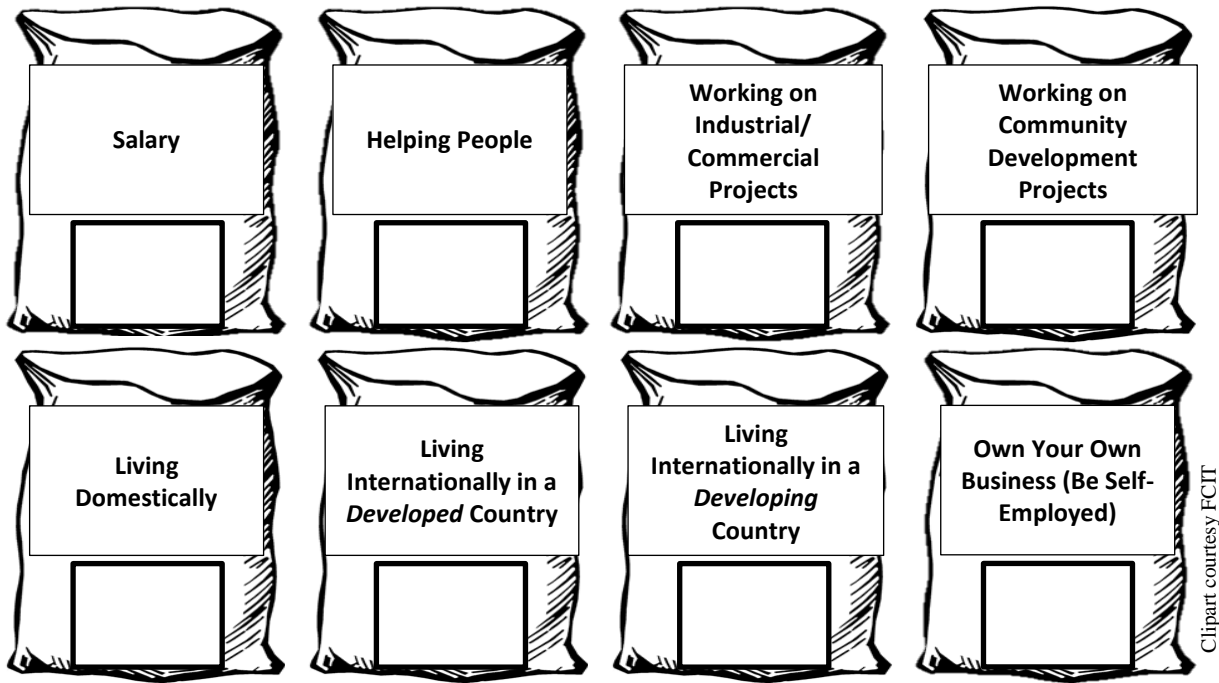 Salary
Helping People
Working on
Industrial/
Commercial
Projects
Working on
Community
Development
Projects
Living
Domestically
Living
Internationally in a
Developed Country
Living
Internationally in a
Developing
Country
Own Your Own
Business (Be Self-
Employed)
Clipart courtesy FCIT